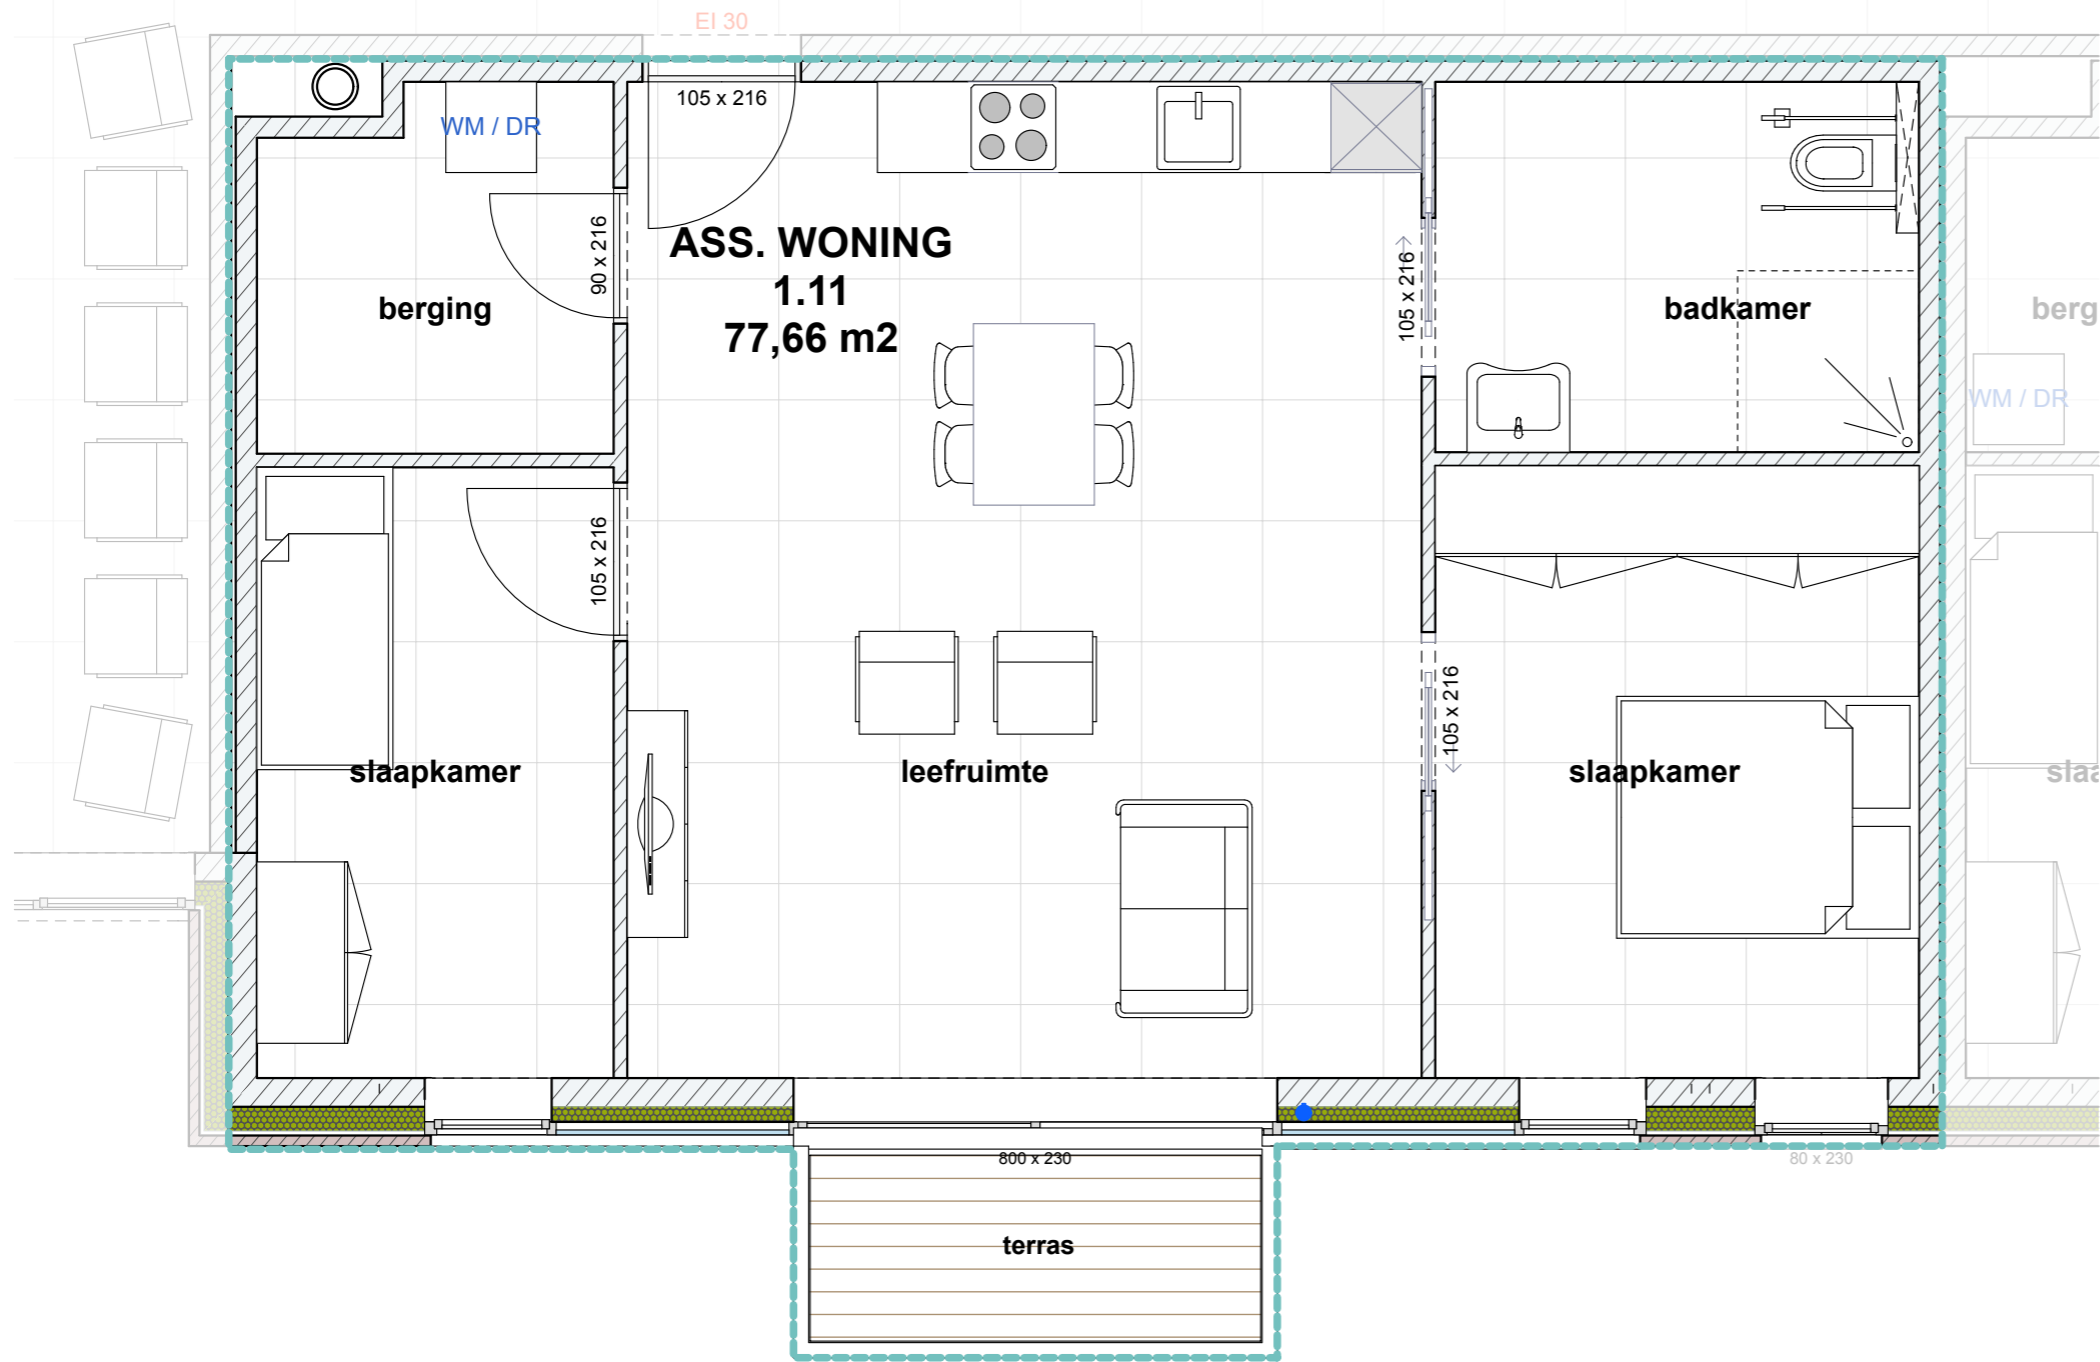 EI 30
105 x 216
WM / DR
ASS. WONING
1.11
77,66 m2
90 x 216
berging
105 x 216
badkamer
berg
WM / DR
105 x 216
105 x 216
slaapkamer
leefruimte
slaapkamer
slaa
800 x 230
80 x 230
terras